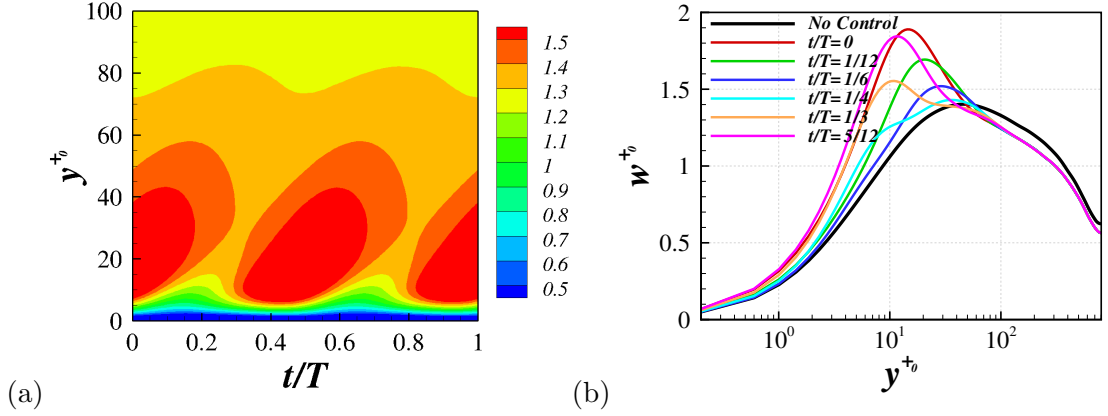 100
80
60
40
20
0
y^{+_0}
0
0.2
0.4
0.6
0.8
1
t/T
1.5
1.4
1.3
1.2
1.1
1
0.9
0.8
0.7
0.6
0.5
(a)
2
1.5
1
0.5
0
w^{+_0}
No Control
t/T=0
t/T=1/12
t/T=1/6
t/T=1/4
t/T=1/3
t/T=5/12
10^0
10^1
10^2
y^{+_0}
(b)